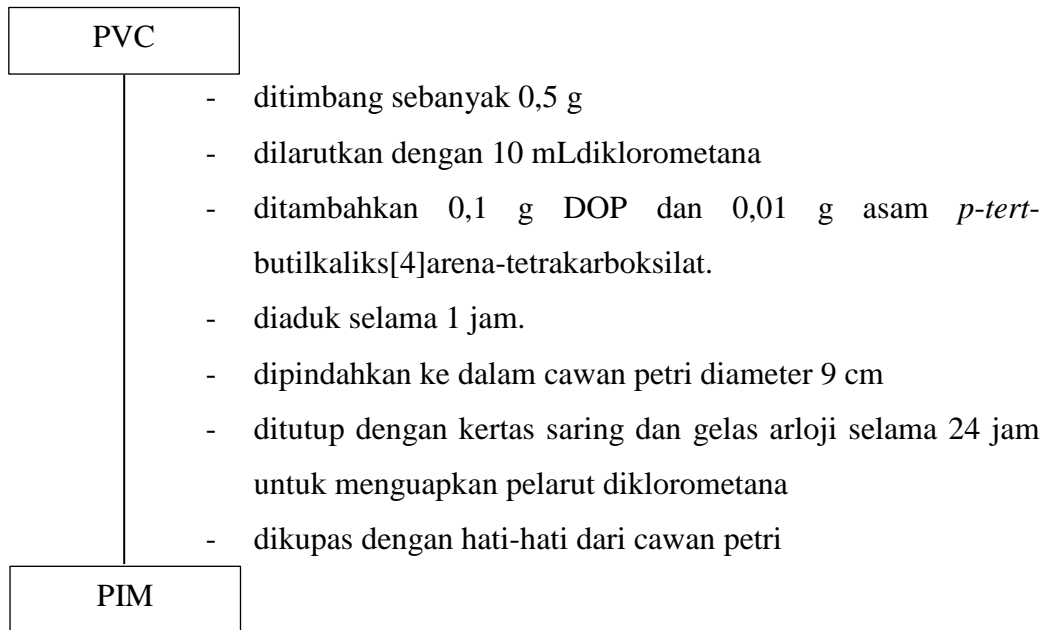 PVC
- ditimbang sebanyak 0,5 g
- dilarutkan dengan 10 mLdiklorometana
- ditambahkan 0,1 g DOP dan 0,01 g asam p-tert-
butilkaliks[4]arena-tetrakarboksilat.
- diaduk selama 1 jam.
- dipindahkan ke dalam cawan petri diameter 9 cm
- ditutup dengan kertas saring dan gelas arloji selama 24 jam
untuk menguapkan pelarut diklorometana
- dikupas dengan hati-hati dari cawan petri
PIM